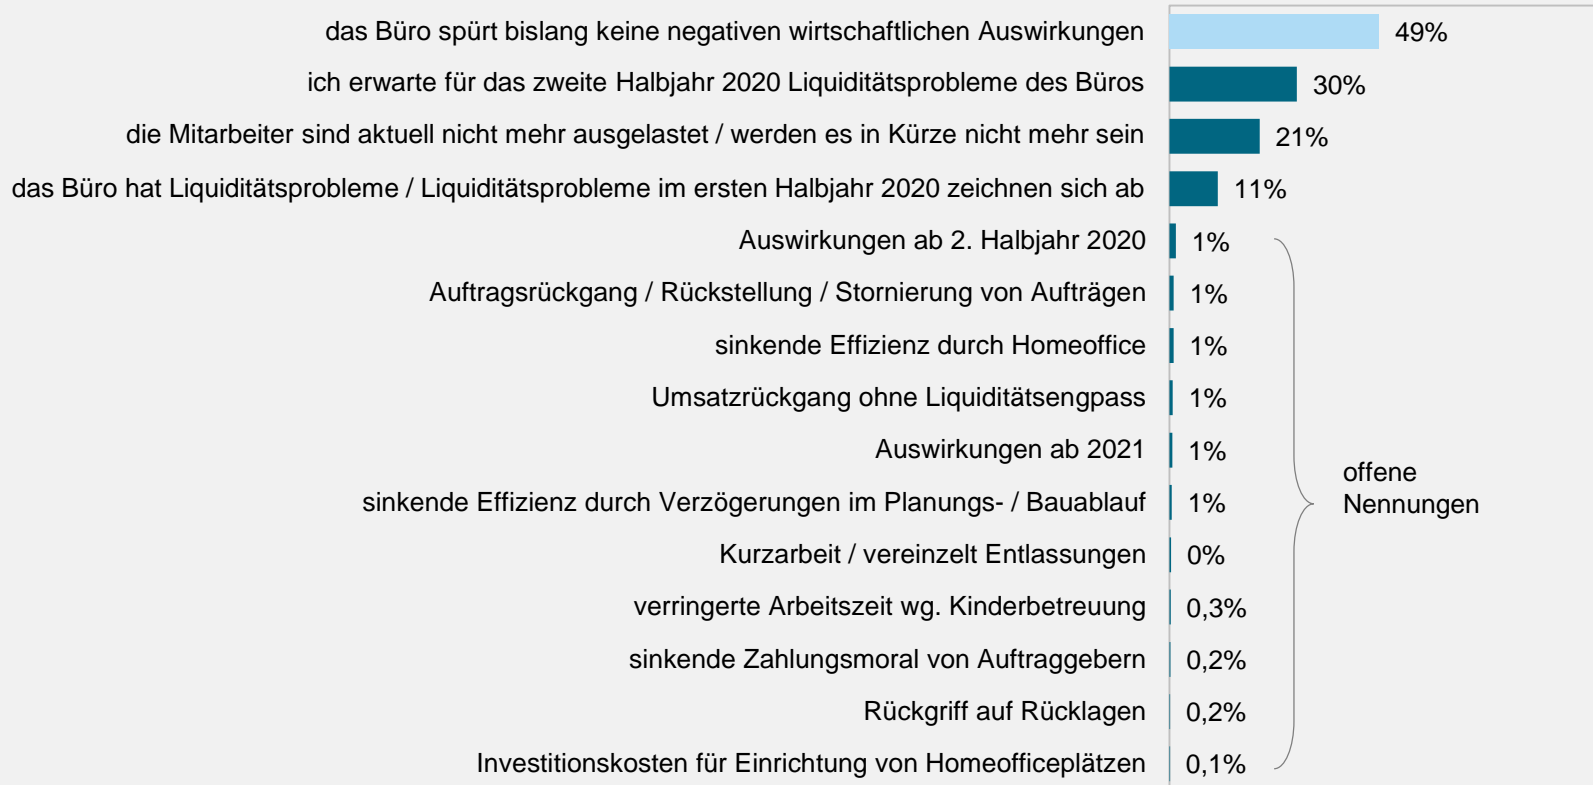 das Büro spürt bislang keine negativen wirtschaftlichen Auswirkungen 49%
ich erwarte für das zweite Halbjahr 2020 Liquiditätsprobleme des Büros 30%
die Mitarbeiter sind aktuell nicht mehr ausgelastet / werden es in Kürze nicht mehr sein 21%
das Büro hat Liquiditätsprobleme / Liquiditätsprobleme im ersten Halbjahr 2020 zeichnen sich ab 11%
Auswirkungen ab 2. Halbjahr 2020 1%
Auftragsrückgang / Rückstellung / Stornierung von Aufträgen 1%
sinkende Effizienz durch Homeoffice 1%
Umsatzrückgang ohne Liquiditätsengpass 1%
Auswirkungen ab 2021 1%
sinkende Effizienz durch Verzögerungen im Planungs- / Bauablauf 1%
Kurzarbeit / vereinzelt Entlassungen 0%
verringerte Arbeitszeit wg. Kinderbetreuung 0,3%
sinkende Zahlungsmoral von Auftraggebern 0,2%
Rückgriff auf Rücklagen 0,2%
Investitionskosten für Einrichtung von Homeofficeplätzen 0,1%
offene
Nennungen